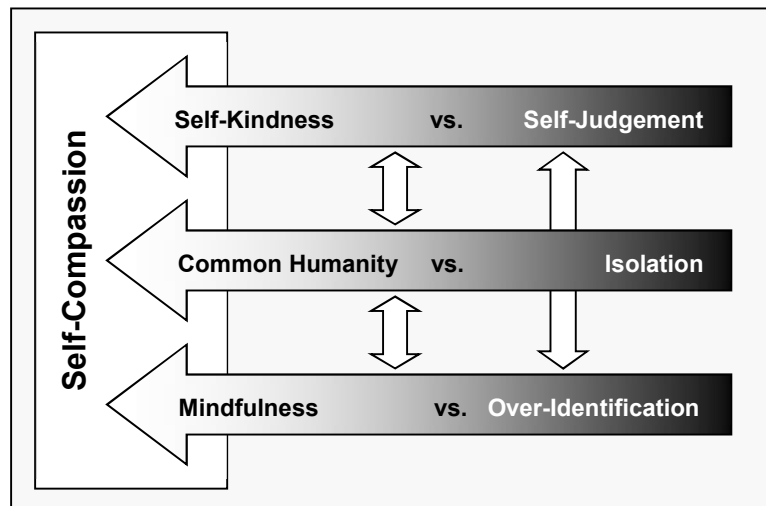 Self-Compassion
Self-Kindness vs. Self-Judgement
Common Humanity vs. Isolation
Mindfulness vs. Over-Identification